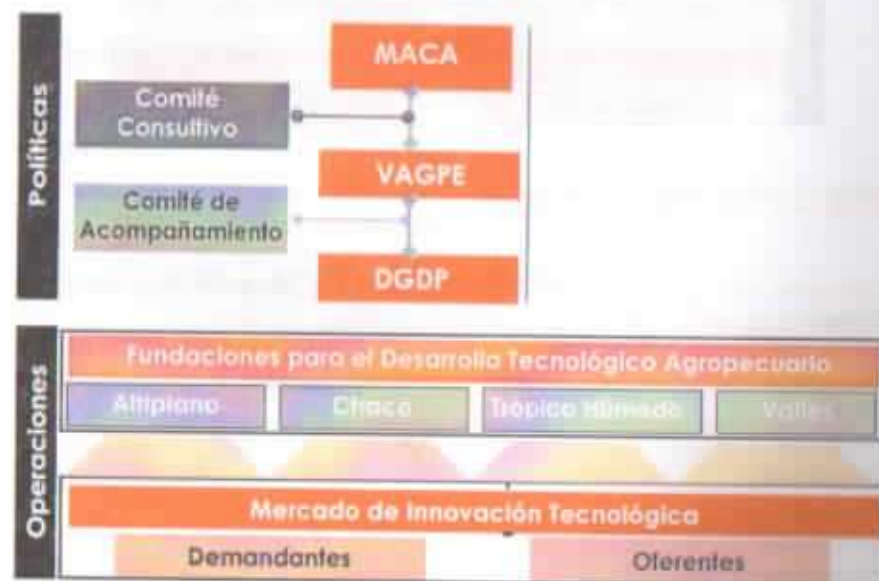 Políticas
MACA
Comité
Consultivo
VAGPE
Comité de
Acompañamiento
DGDP
Operaciones
Fundaciones para el Desarrollo Tecnológico Agropecuario
Altiplano
Chaco
Trópico Húmedo
Valles
Mercado de Innovación Tecnológica
Demandantes
Oferentes